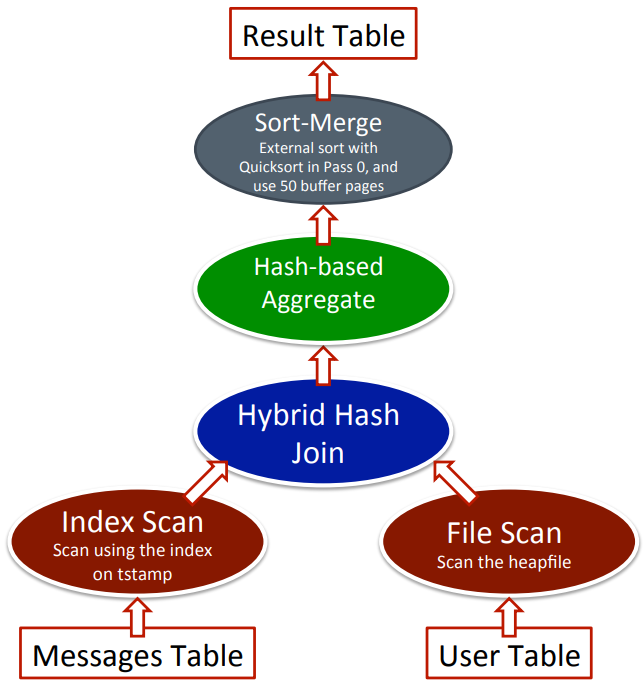 Result Table
Sort-Merge
External sort with
Quicksort in Pass 0, and
use 50 buffer pages
Hash-based
Aggregate
Hybrid Hash
Join
Index Scan
Scan using the index
on tstamp
File Scan
Scan the heapfile
Messages Table
User Table